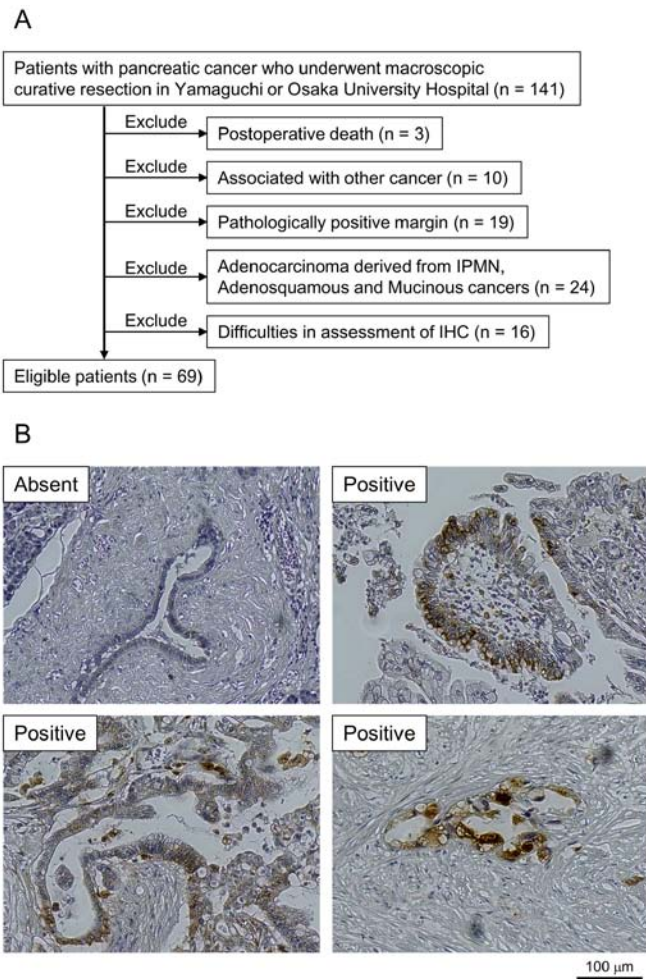 A
Patients with pancreatic cancer who underwent macroscopic
curative resection in Yamaguchi or Osaka University Hospital (n = 141)
Exclude
Postoperative death (n = 3)
Exclude
Associated with other cancer (n = 10)
Exclude
Pathologically positive margin (n = 19)
Exclude
Adenocarcinoma derived from IPMN,
Adenosquamous and Mucinous cancers (n = 24)
Exclude
Difficulties in assessment of IHC (n = 16)
Eligible patients (n = 69)
B
Absent
Positive
Positive
Positive
100 μm